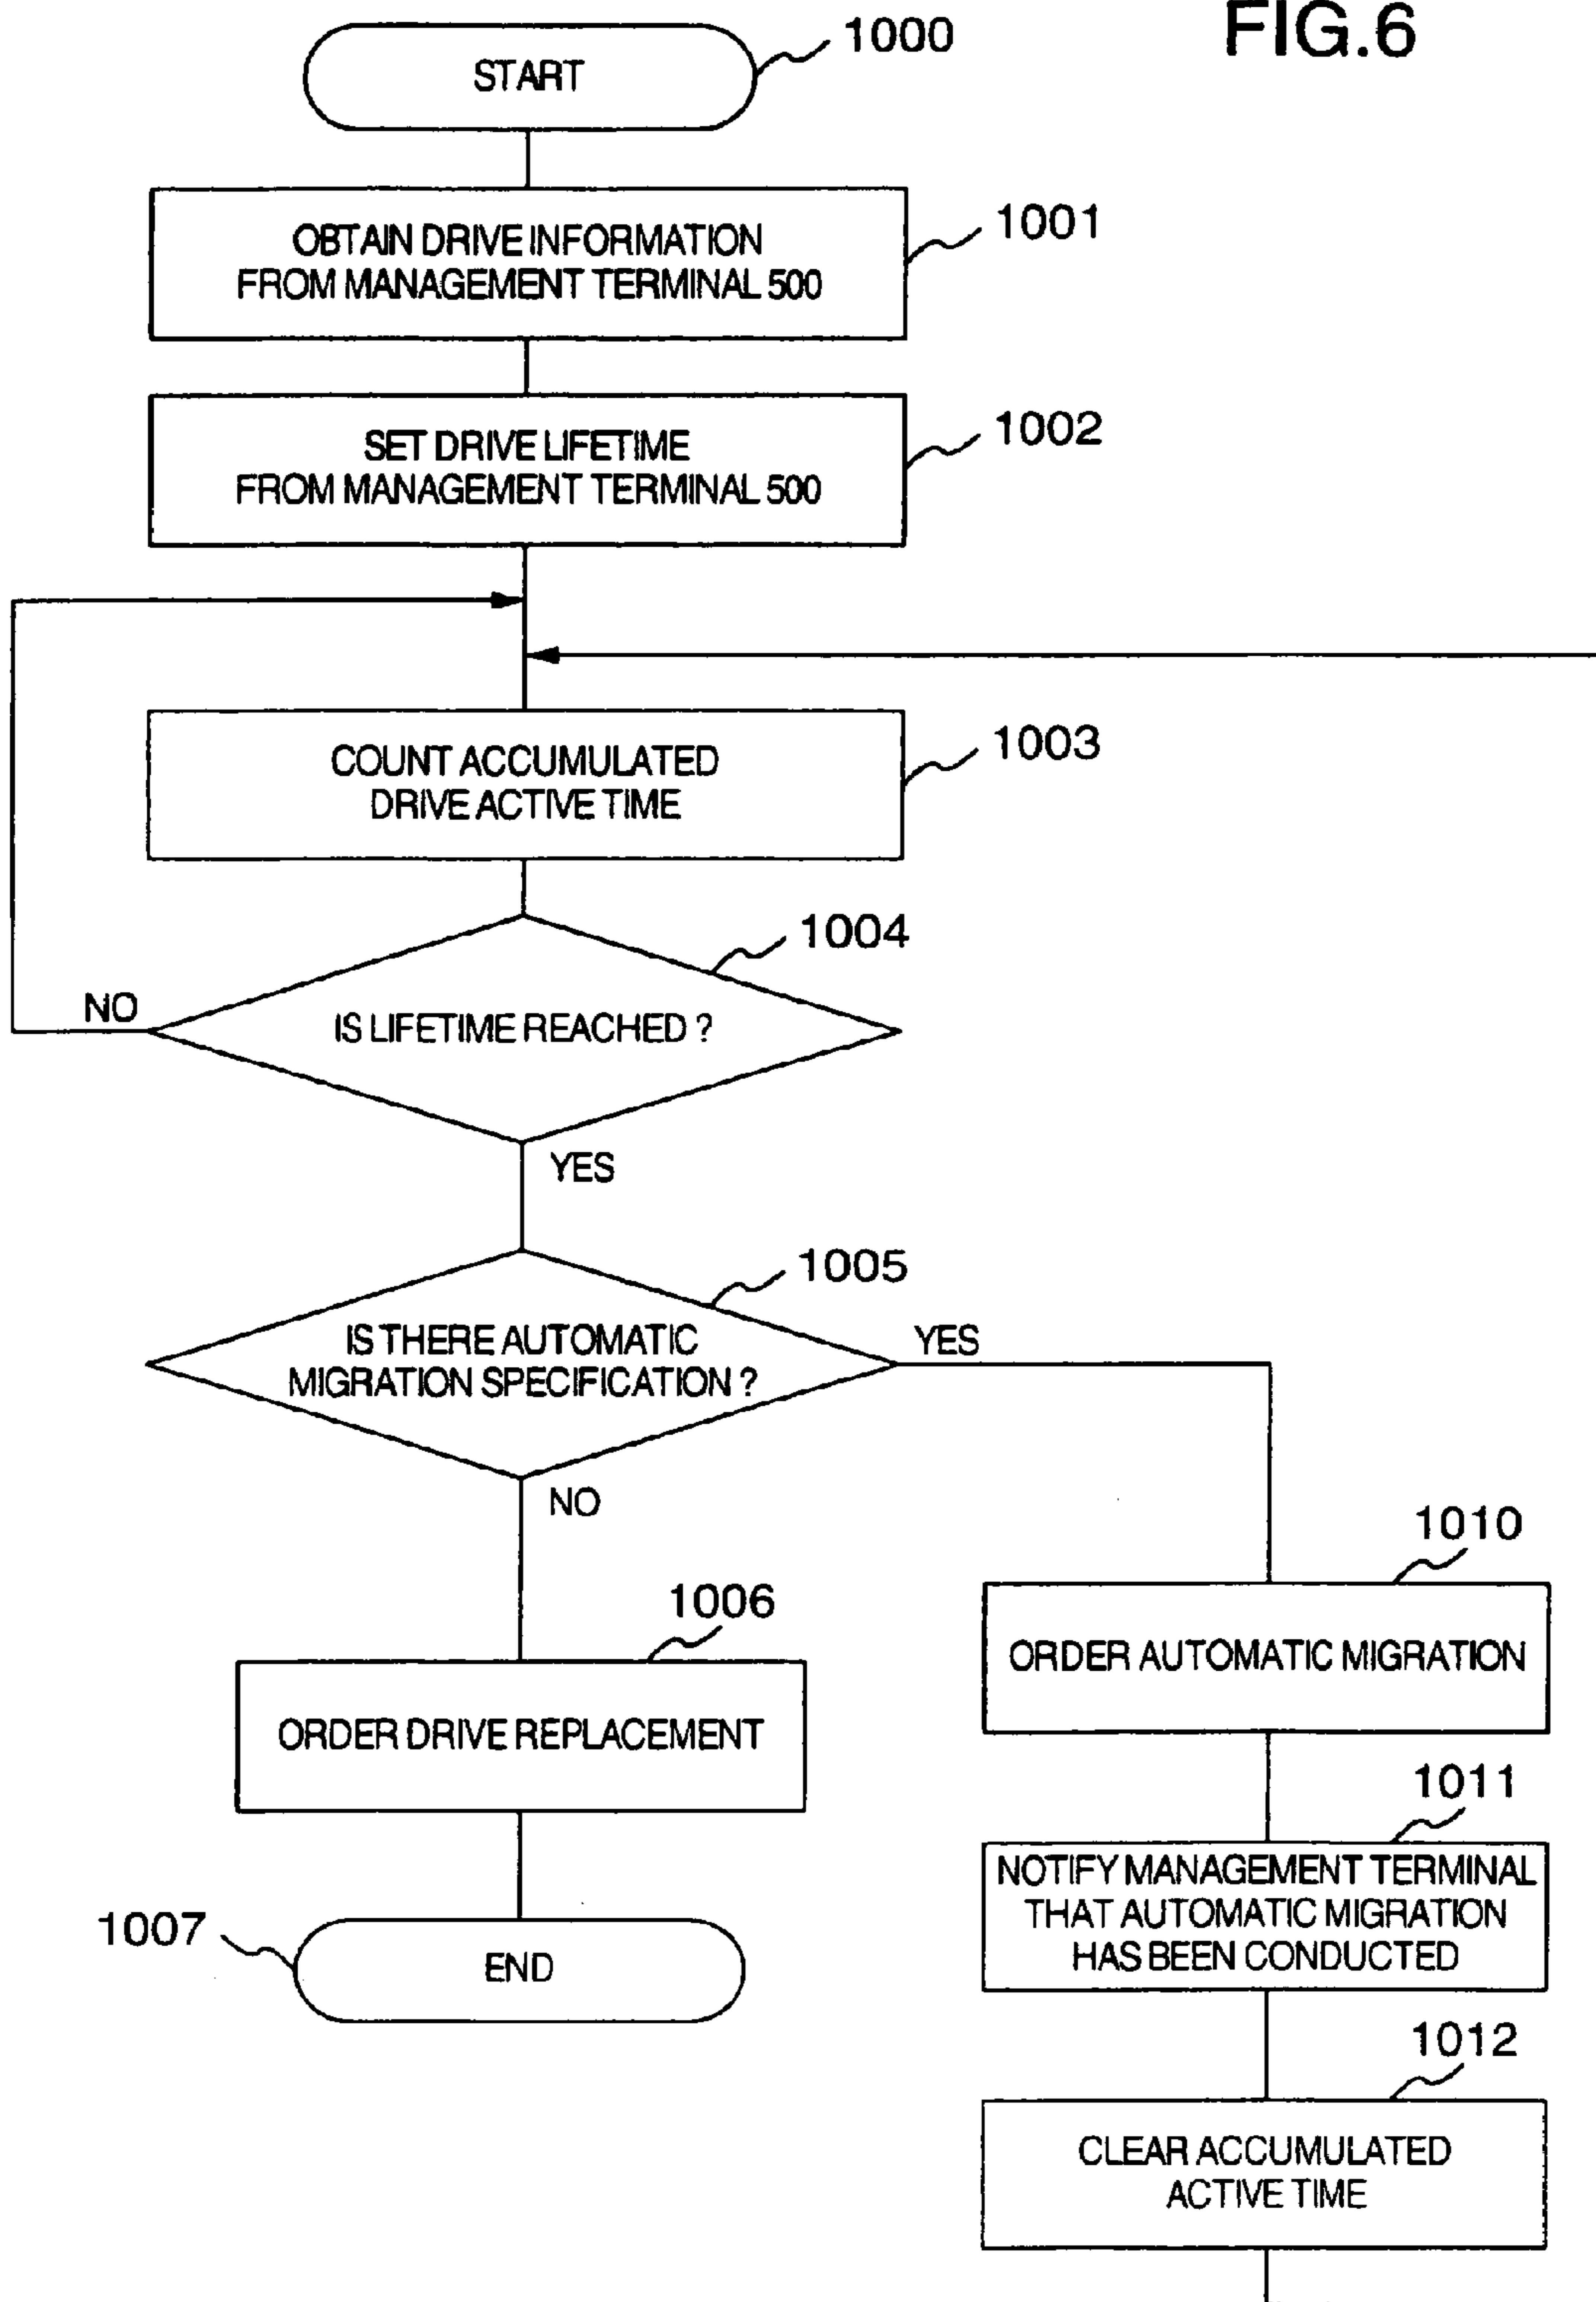 FIG.6
START
1000
OBTAIN DRIVE INFORMATION
FROM MANAGEMENT TERMINAL 500
1001
SET DRIVE LIFETIME
FROM MANAGEMENT TERMINAL 500
1002
COUNT ACCUMULATED
DRIVE ACTIVE TIME
1003
1004
NO
IS LIFETIME REACHED ?
YES
1005
IS THERE AUTOMATIC
MIGRATION SPECIFICATION ?
YES
NO
1006
ORDER DRIVE REPLACEMENT
1007
END
1010
ORDER AUTOMATIC MIGRATION
1011
NOTIFY MANAGEMENT TERMINAL
THAT AUTOMATIC MIGRATION
HAS BEEN CONDUCTED
1012
CLEAR ACCUMULATED
ACTIVE TIME